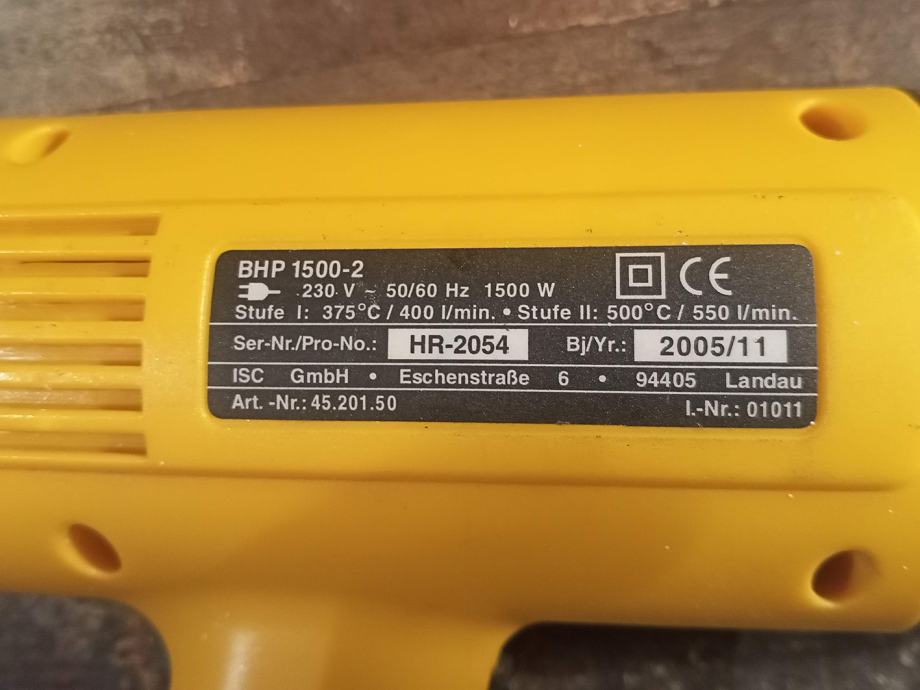 BHP 1500-2
230 V ~ 50/60 Hz 1500 W
CE
Stufe I: 375°C / 400 l/min. • Stufe II: 500°C / 550 l/min.
Ser-Nr./Pro-No.: HR-2054 Bj/Yr.: 2005/11
ISC GmbH • Eschenstraße 6 • 94405 Landau
Art. -Nr.: 45.201.50 I.-Nr.: 01011